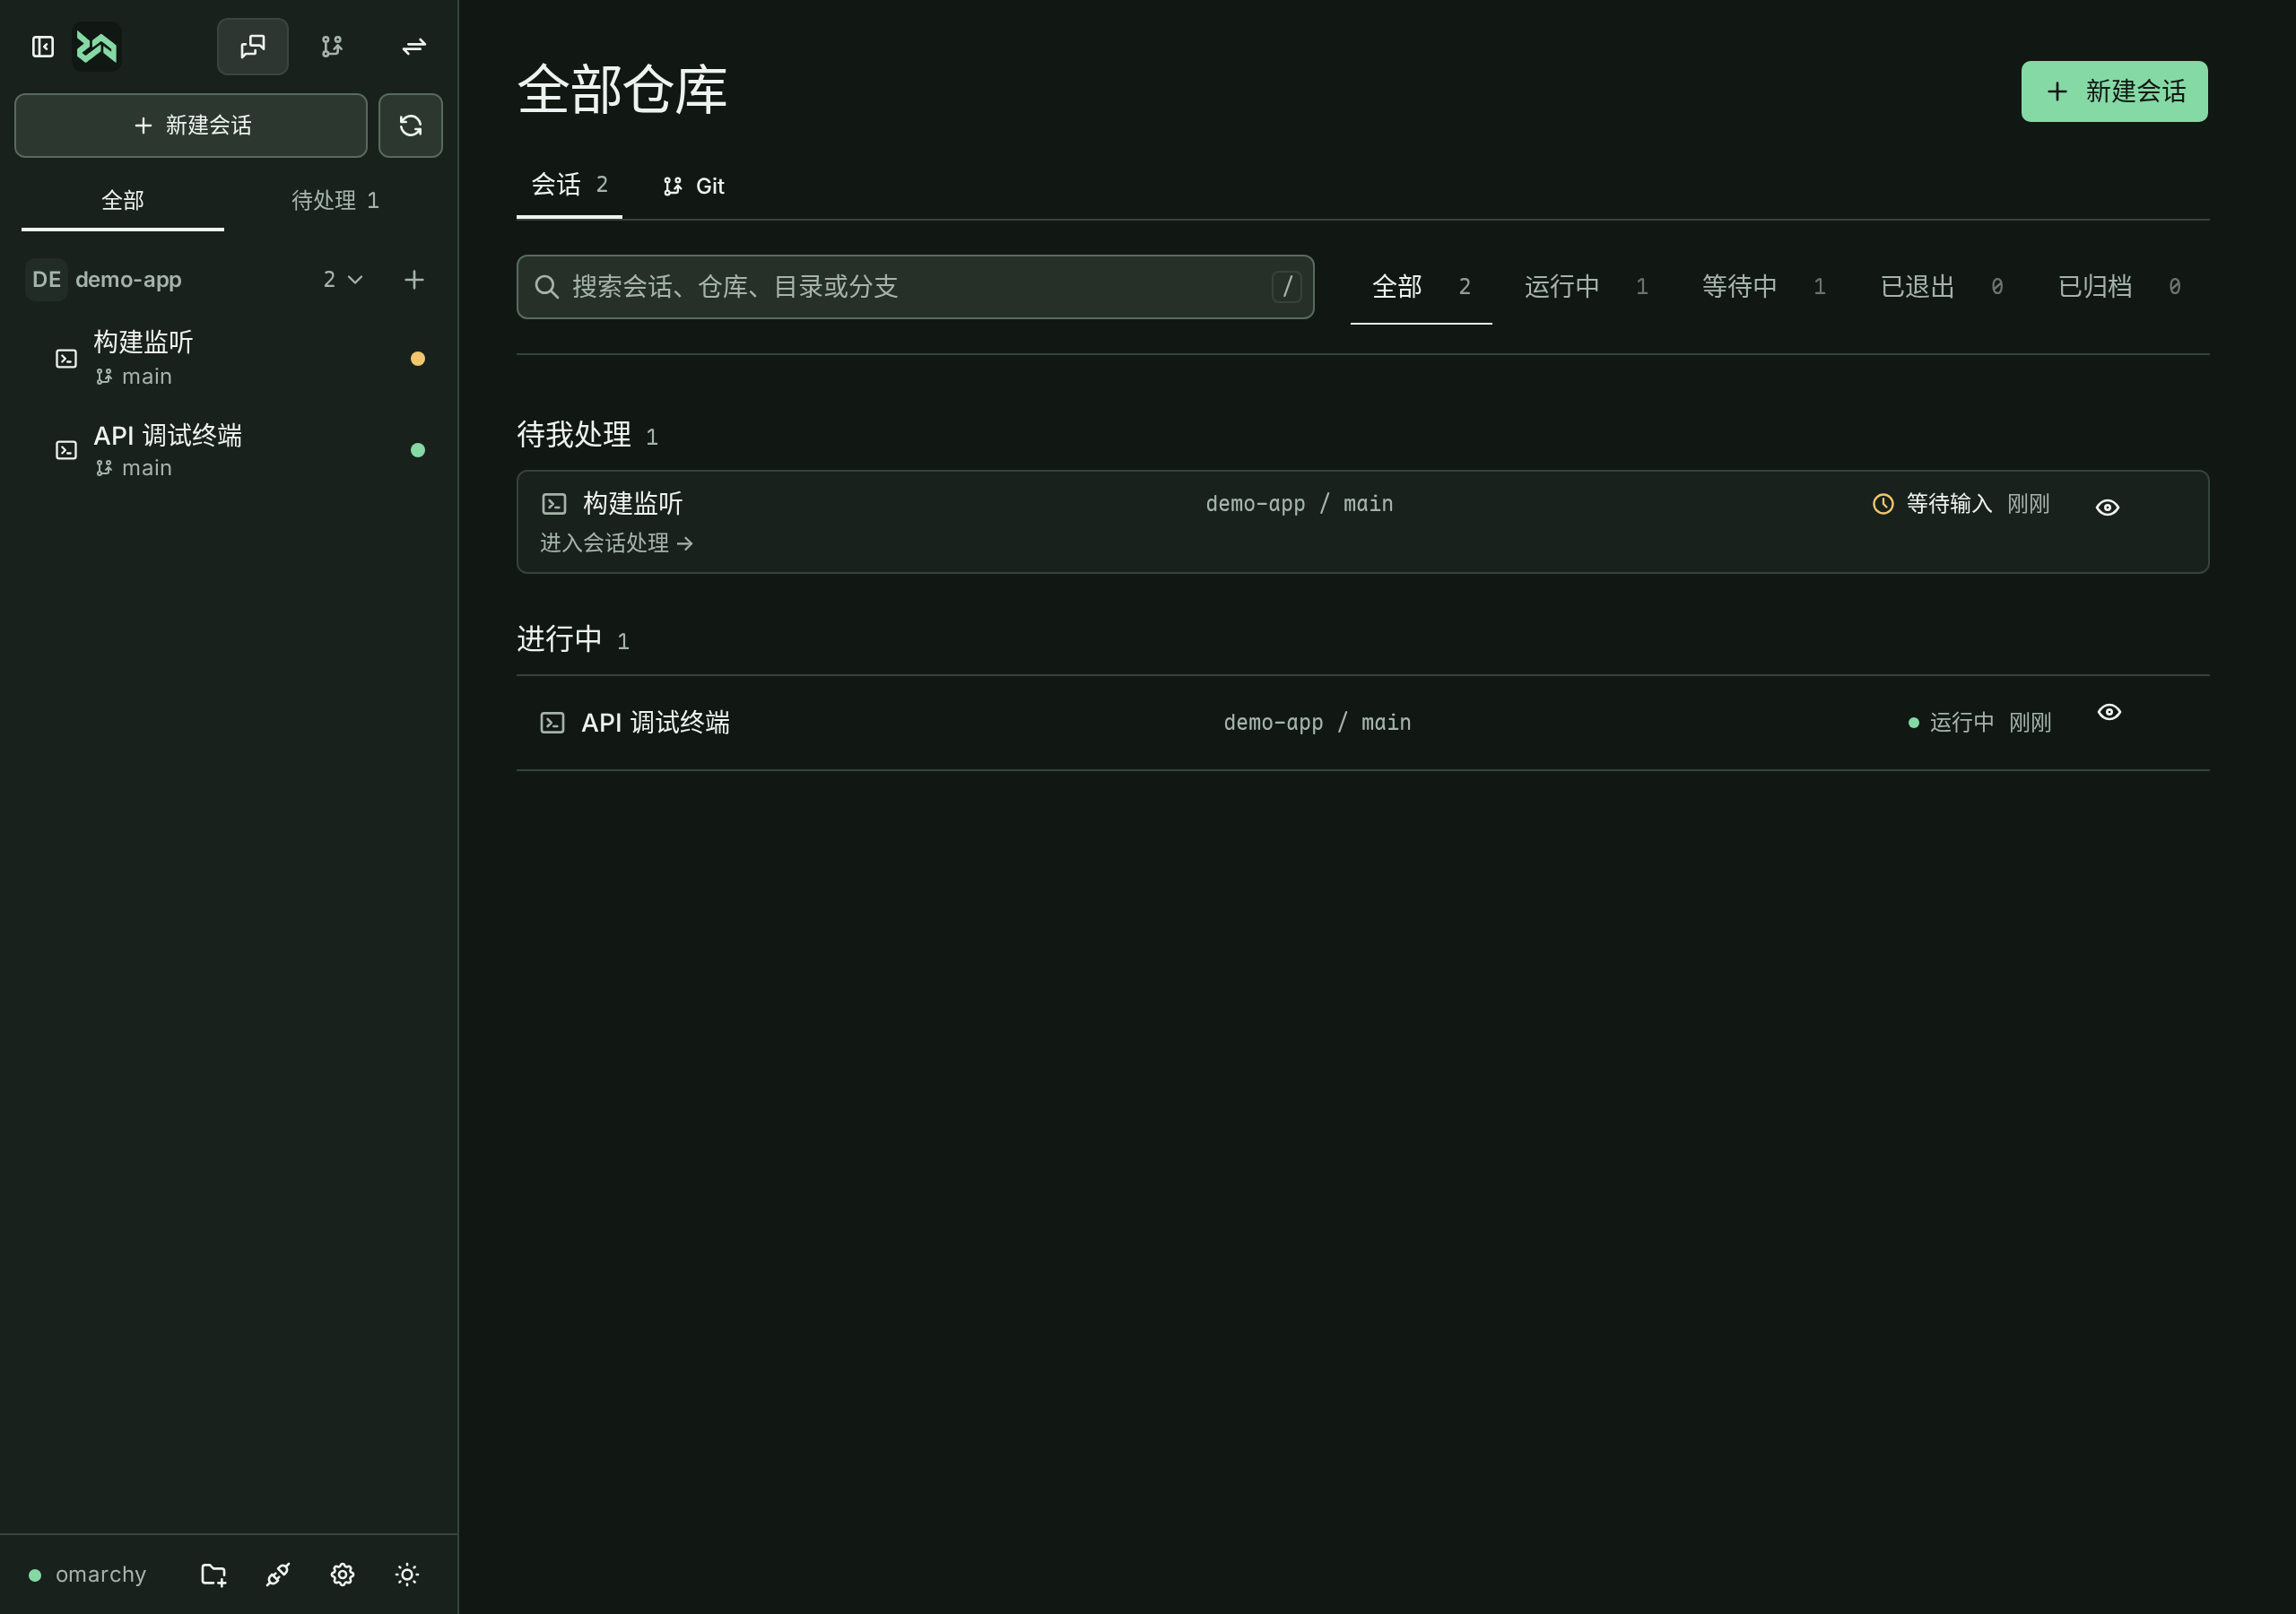 新建会话
全部
待处理 1
DE demo-app 2
构建监听
main
API 调试终端
main
omarchy
全部仓库
新建会话
会话 2
Git
搜索会话、仓库、目录或分支 /
全部 2
运行中 1
等待中 1
已退出 0
已归档 0
待我处理 1
构建监听 demo-app / main 等待输入 刚刚
进入会话处理 →
进行中 1
API 调试终端 demo-app / main 运行中 刚刚